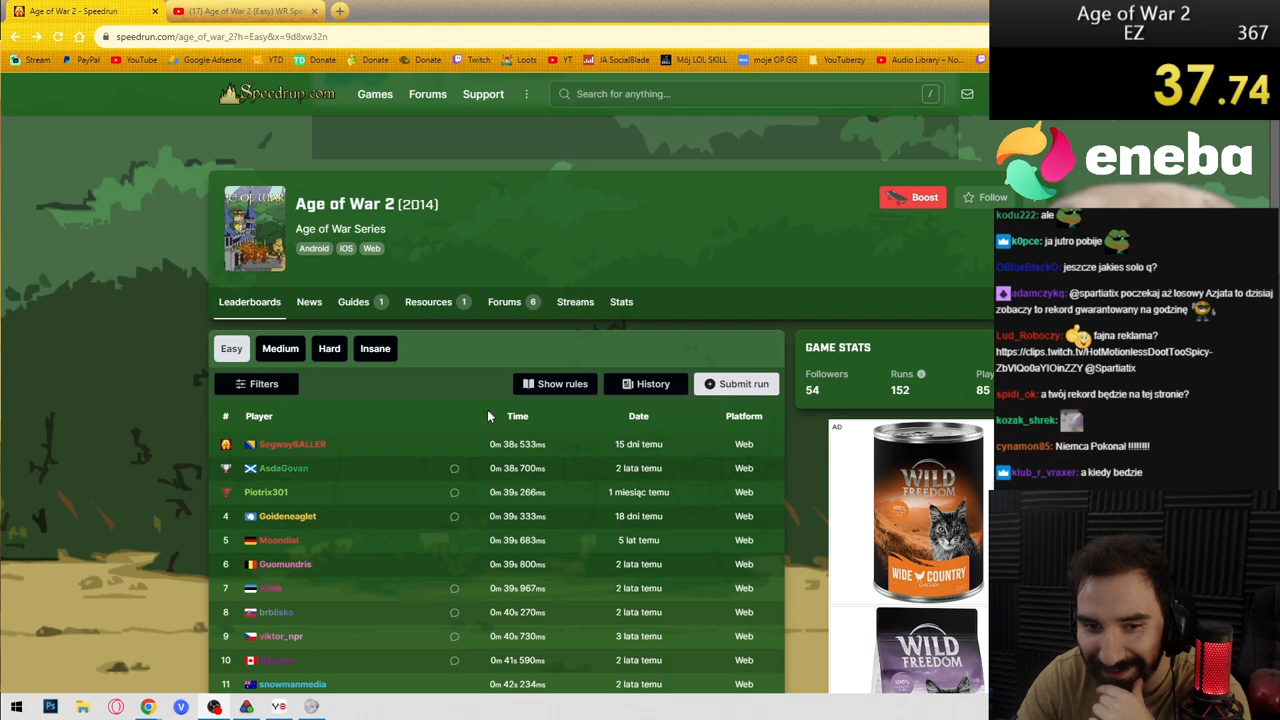 Age of War 2 - Speedrun
(17) Age of War 2 (Easy) WR Spe
Age of War 2
EZ 367
37.74
speedrun.com/age_of_war_2?h=Easy&x=9d8xw32n
Stream PayPal YouTube Google Adsense YTD Donate Donate Donate Twitch Loots YT JA SocialBlade Mój LOL SKILL moje OP.GG YouTuberzy Audio Library – No...
Speedrun.com Games Forums Support Search for anything... /
eneba
Age of War 2 (2014)
Age of War Series
Android iOS Web
Boost Follow
Leaderboards News Guides 1 Resources 1 Forums 6 Streams Stats
Easy Medium Hard Insane
Filters Show rules History Submit run
# Player Time Date Platform
SegwayBALLER 0m 38s 533ms 15 dni temu Web
AsdaGovan 0m 38s 700ms 2 lata temu Web
Piotrix301 0m 39s 266ms 1 miesiąc temu Web
4 Goldeneaglet 0m 39s 333ms 18 dni temu Web
5 Moondial 0m 39s 683ms 5 lat temu Web
6 Guomundris 0m 39s 800ms 2 lata temu Web
7 0m 39s 967ms 2 lata temu Web
8 brblisko 0m 40s 270ms 2 lata temu Web
9 viktor_npr 0m 40s 730ms 3 lata temu Web
10 0m 41s 590ms 2 lata temu Web
11 snowmanmedia 0m 42s 234ms 2 lata temu Web
GAME STATS
Followers Runs
54 152 85
AD
WILD
FREEDOM
WIDE COUNTRY
CHICKEN
WILD
FREEDOM
kodu222: ale
k0pce: ja jutro pobije
OBlueBlackO: jeszcze jakies solo q?
adamczykq: @spartiatix poczekaj aż losowy Azjata to dzisiaj
zobaczy to rekord gwarantowany na godzinę
Lud_Roboczy: fajna reklama?
https://clips.twitch.tv/HotMotionlessDootTooSpicy-
ZbVlQo0aYIOinZZY @Spartiatix
spidi_ok: a twój rekord będzie na tej stronie?
kozak_shrek:
cynamon85: Niemca Pokonał !!!!!!!!
klub_r_vraxer: a kiedy bedzie